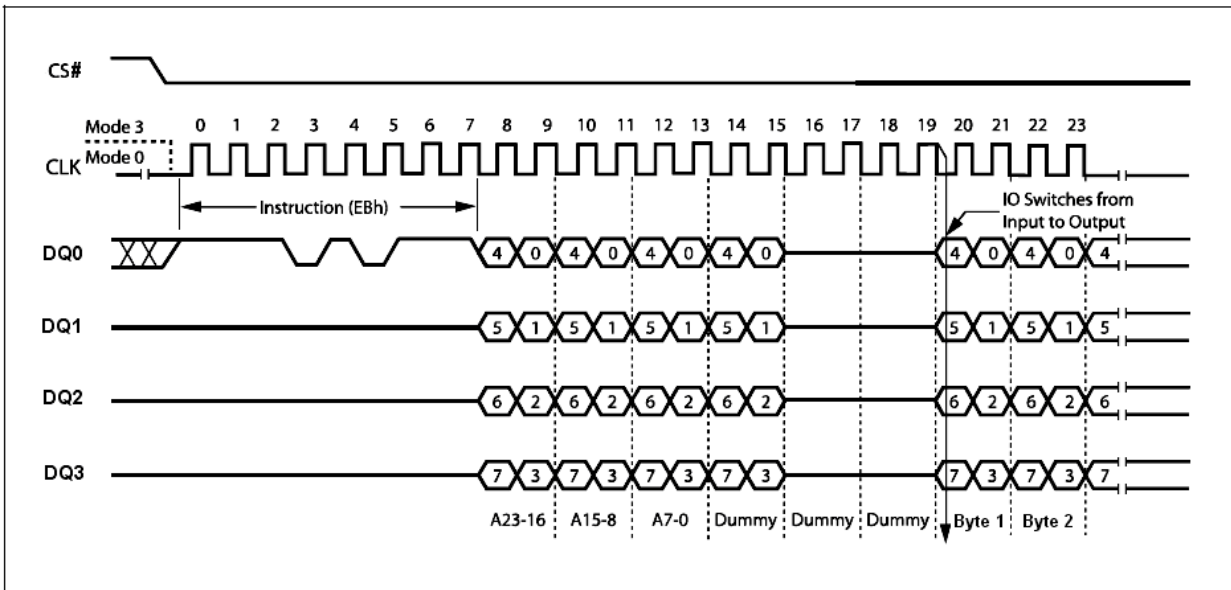 CS#
Mode 3
0 1 2 3 4 5 6 7 8 9 10 11 12 13 14 15 16 17 18 19 20 21 22 23
Mode 0
CLK
Instruction (EBh)
IO Switches from
Input to Output
DQ0 4 0 4 0 4 0 4 0 4 0 4 0 4
DQ1 5 1 5 1 5 1 5 1 5 1 5 1 5
DQ2 6 2 6 2 6 2 6 2 6 2 6 2 6
DQ3 7 3 7 3 7 3 7 3 7 3 7 3 7
A23-16 A15-8 A7-0 Dummy Dummy Dummy Byte 1 Byte 2